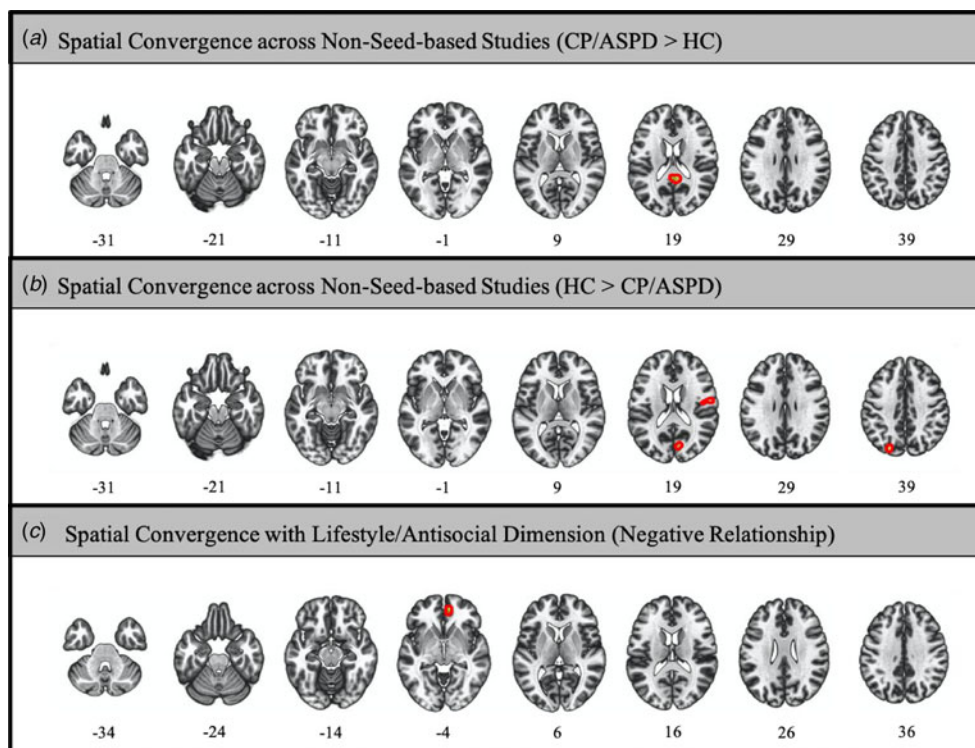 (a) Spatial Convergence across Non-Seed-based Studies (CP/ASPD > HC)
-31 -21 -11 -1 9 19 29 39
(b) Spatial Convergence across Non-Seed-based Studies (HC > CP/ASPD)
-31 -21 -11 -1 9 19 29 39
(c) Spatial Convergence with Lifestyle/Antisocial Dimension (Negative Relationship)
-34 -24 -14 -4 6 16 26 36